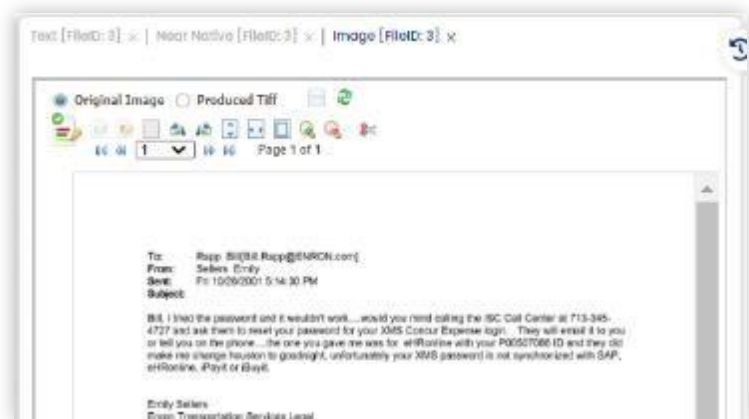 Text [FileID: 3] x | Near Native [FileID: 3] x | Image [FileID: 3] x
Original Image Produced Tiff
1 Page 1 of 1
To: Rapp Bill[Bill.Rapp@ENRON.com]
From: Sellers Emily
Sent: Fri 10/26/2001 5:14:30 PM
Subject:
Bill, I tried the password and it wouldn't work....would you mind calling the ISC Call Center at 713-345-
4727 and ask them to reset your password for your XMS Concur Expense login. They will email it to you
or tell you on the phone....the one you gave me was for eHRonline with your P00507086 ID and they did
make me change houston to goodnight, unfortunately your XMS password is not synchronized with SAP,
eHRonline, iPayit or iBuyit.
Emily Sellers
Enron Transportation Services Legal